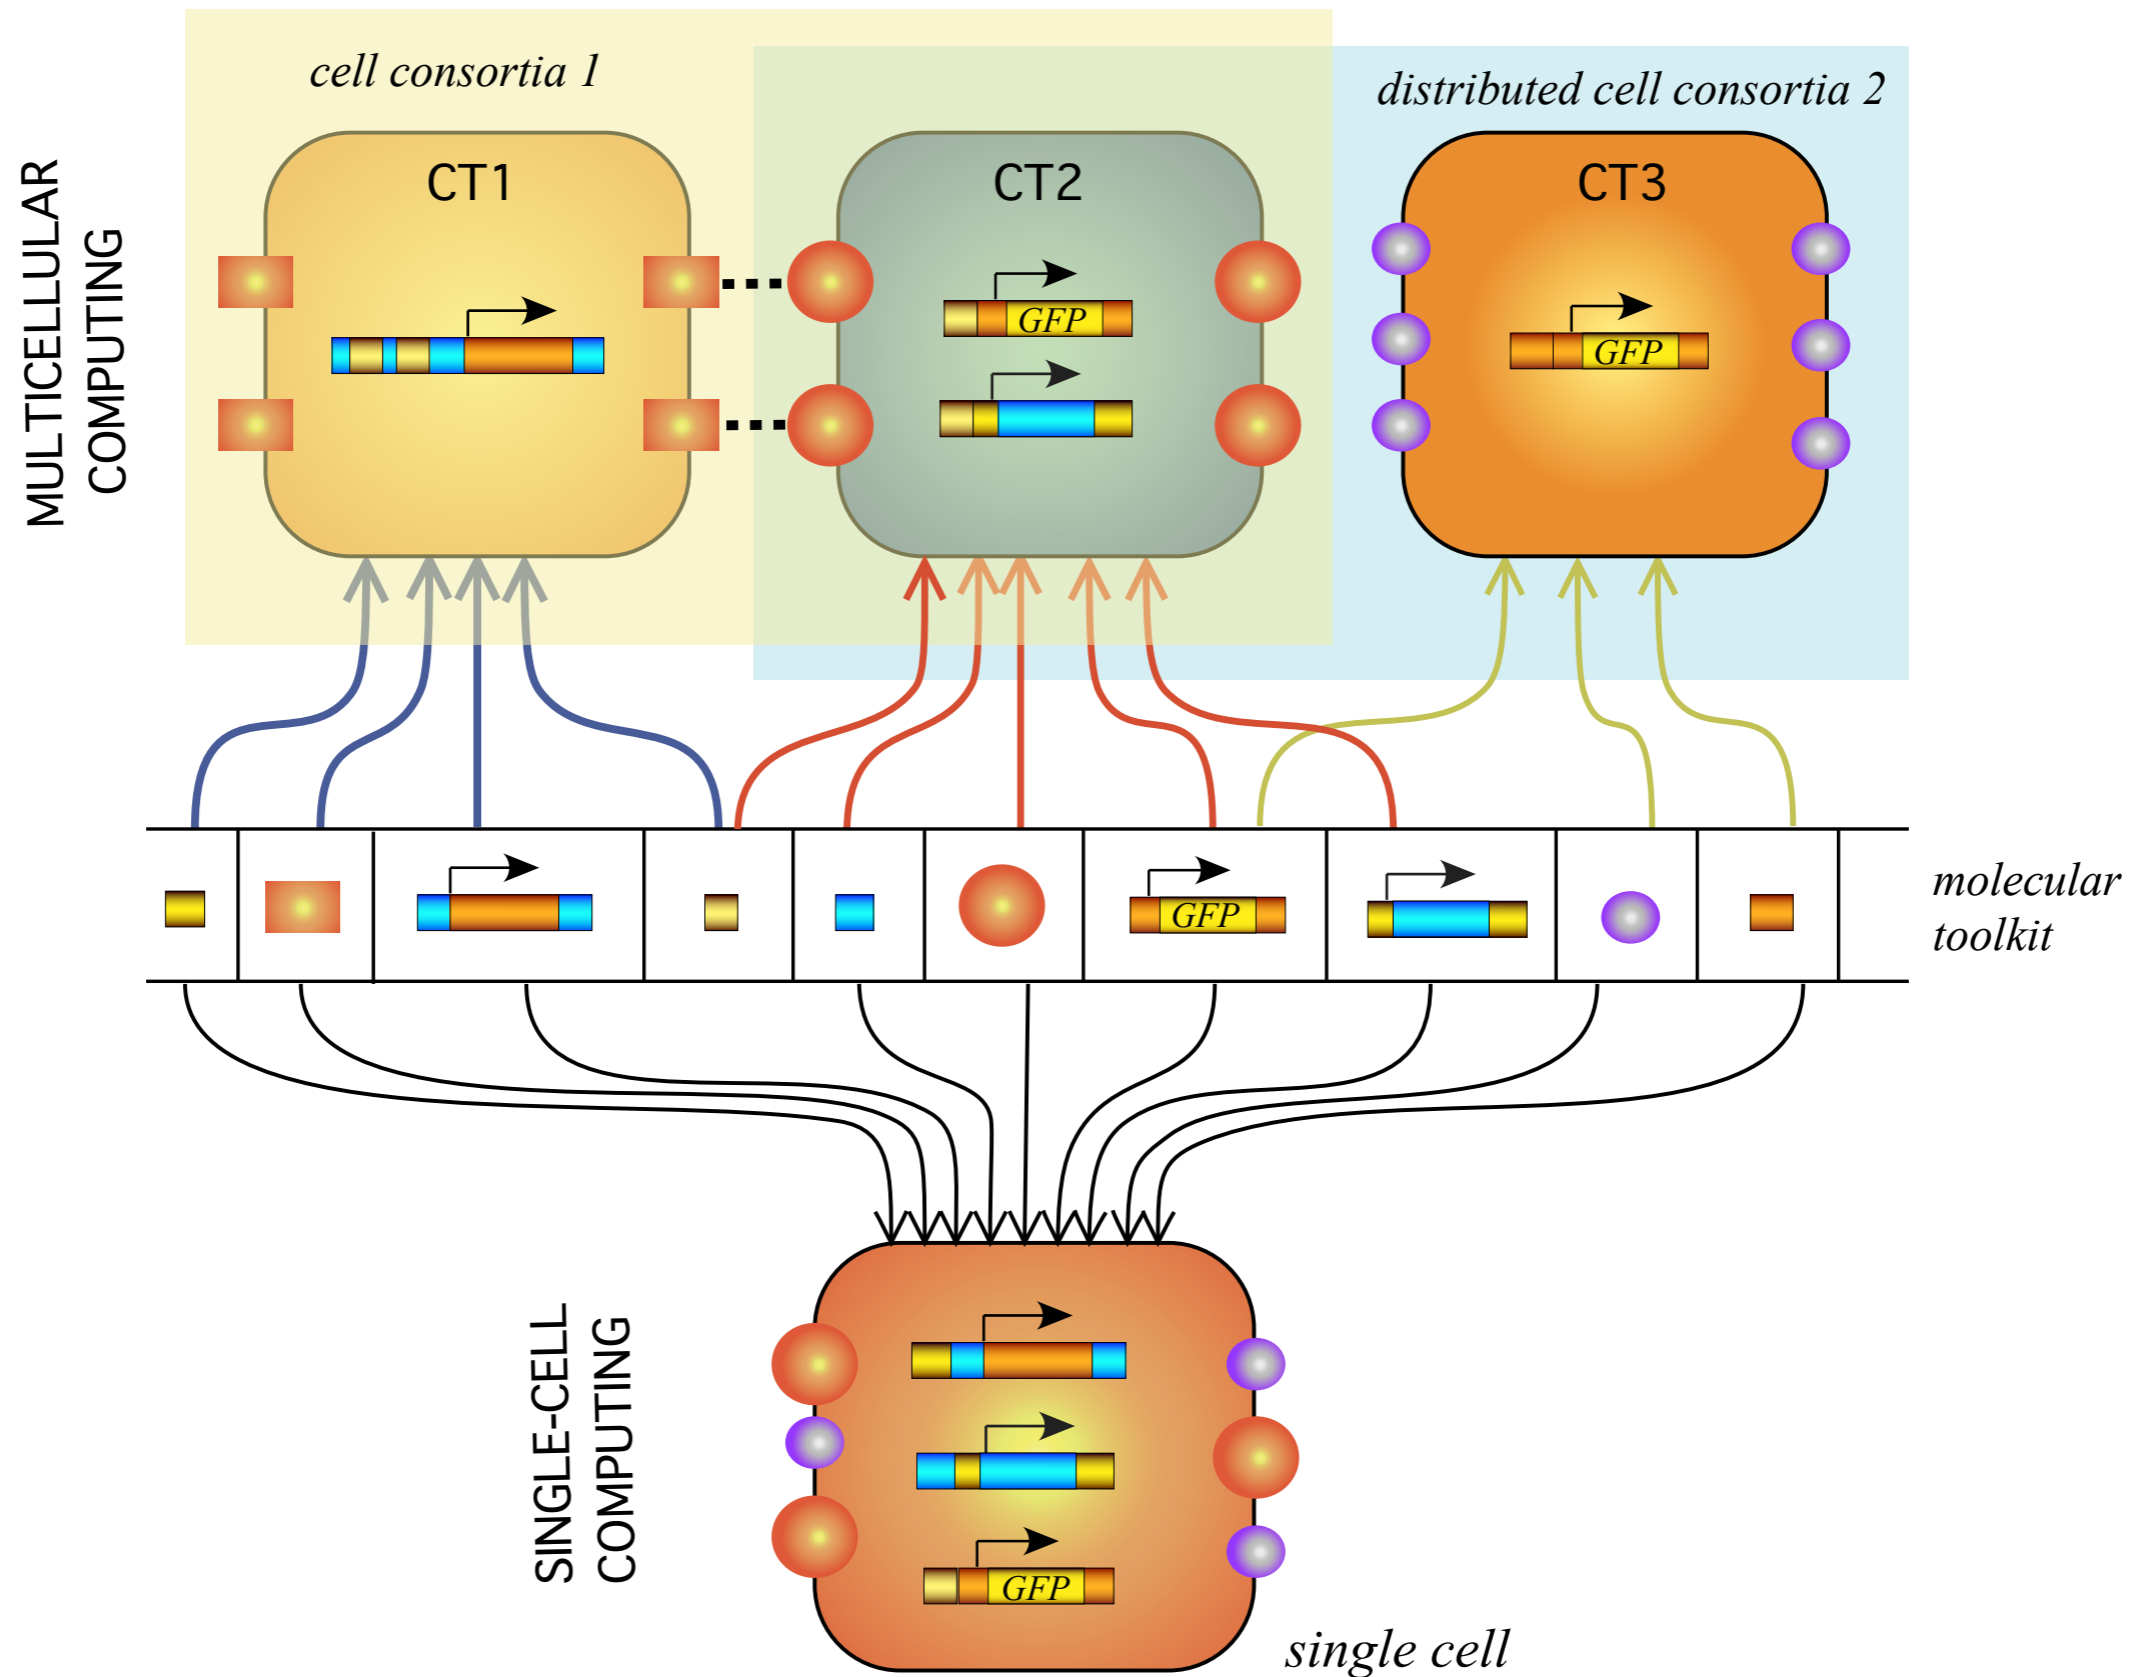 cell consortia 1
distributed cell consortia 2
MULTICELLULAR
COMPUTING
CT1
CT2
CT3
GFP
GFP
GFP
molecular
toolkit
SINGLE-CELL
COMPUTING
GFP
single cell